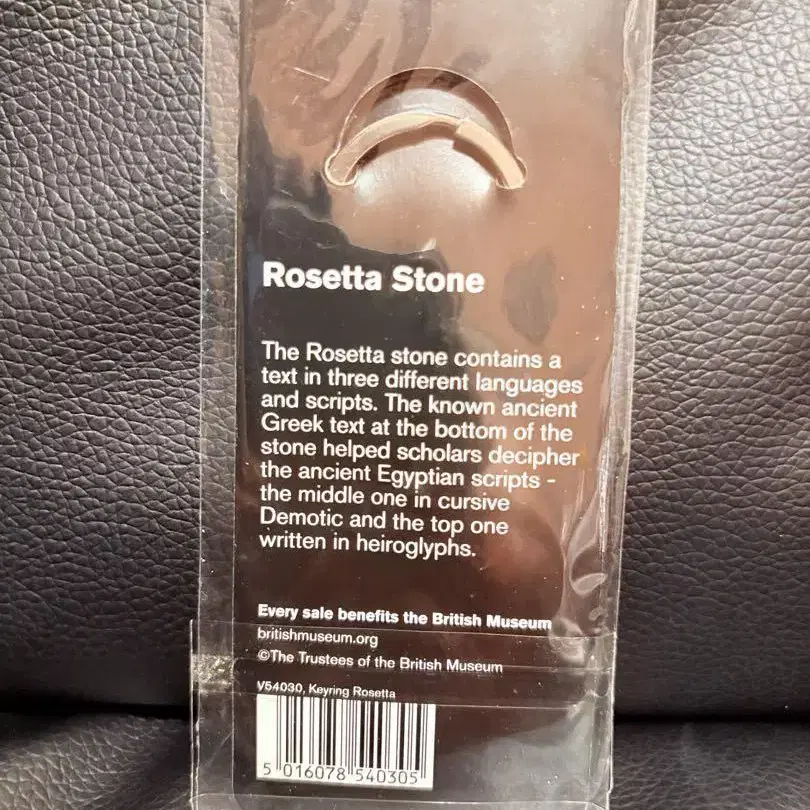 Rosetta Stone
The Rosetta stone contains a
text in three different languages
and scripts. The known ancient
Greek text at the bottom of the
stone helped scholars decipher
the ancient Egyptian scripts -
the middle one in cursive
Demotic and the top one
written in heiroglyphs.
Every sale benefits the British Museum
britishmuseum.org
©The Trustees of the British Museum
V54030, Keyring Rosetta
5 016078 540305